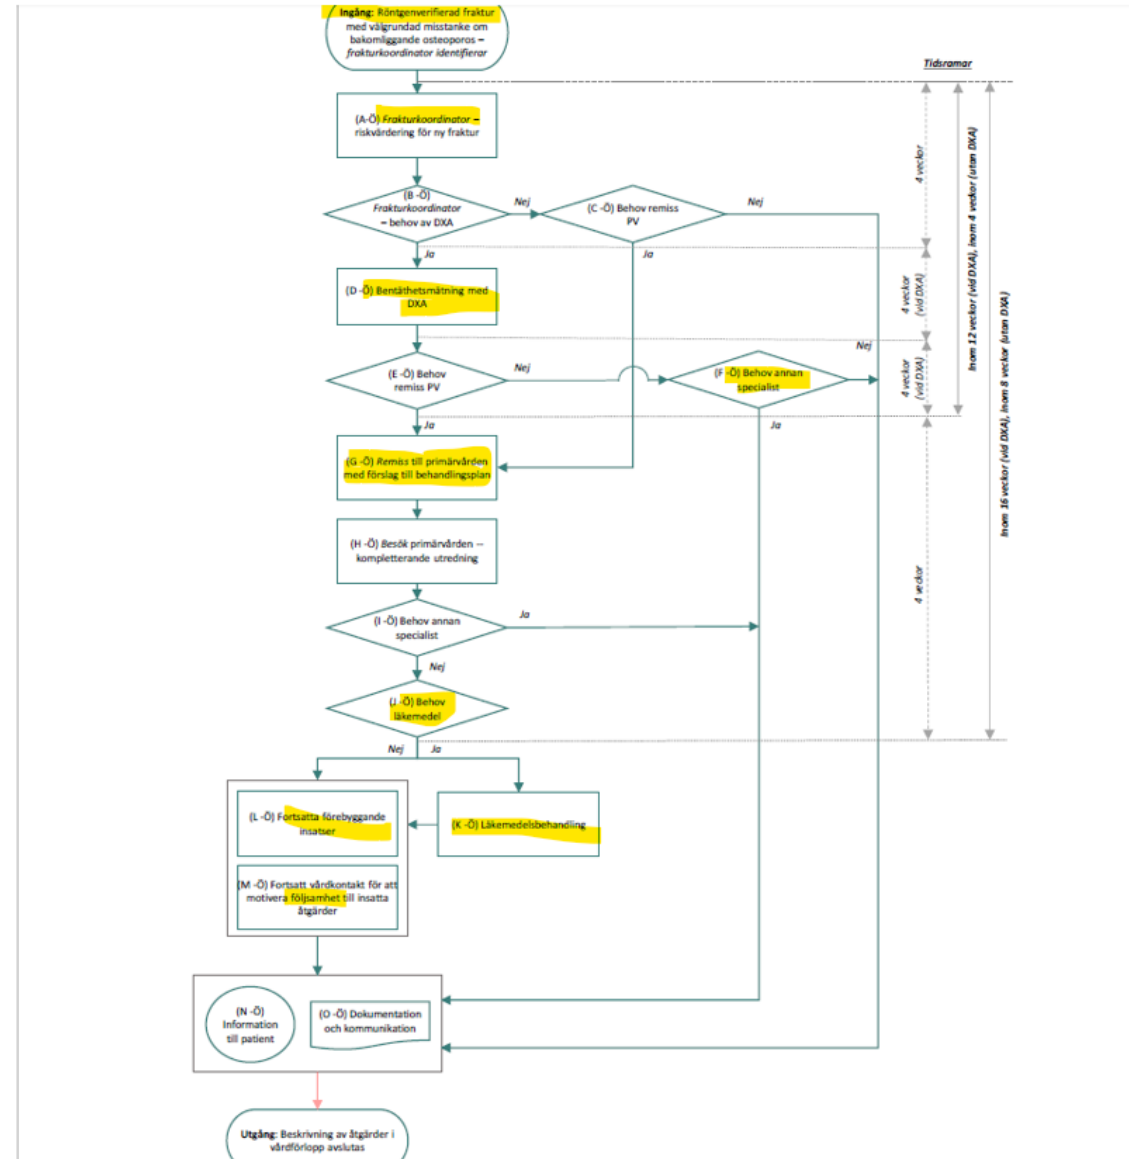 Ingång: Röntgenverifierad fraktur
med välgrundad misstanke om
bakomliggande osteoporos –
frakturkoordinator identifierar
Tidsramar
(A-Ö) Frakturkoordinator –
riskvärdering för ny fraktur
4 veckor
(B -Ö)
Frakturkoordinator
– behov av DXA
Nej
(C -Ö) Behov remiss
PV
Nej
Ja
Ja
(D -Ö) Bentäthetsmätning med
DXA
4 veckor
(vid DXA)
Inom 12 veckor (vid DXA), inom 4 veckor (utan DXA)
Inom 16 veckor (vid DXA), inom 8 veckor (utan DXA)
(E -Ö) Behov
remiss PV
Nej
(F -Ö) Behov annan
specialist
Nej
4 veckor
(vid DXA)
Ja
Ja
(G -Ö) Remiss till primärvården
med förslag till behandlingsplan
(H -Ö) Besök primärvården –
kompletterande utredning
4 veckor
(I -Ö) Behov annan
specialist
Ja
Nej
(J -Ö) Behov
läkemedel
Nej
Ja
(L -Ö) Fortsatta förebyggande
insatser
(K -Ö) Läkemedelsbehandling
(M -Ö) Fortsatt vårdkontakt för att
motivera följsamhet till insatta
åtgärder
(N -Ö)
Information
till patient
(O -Ö) Dokumentation
och kommunikation
Utgång: Beskrivning av åtgärder i
vårdförlopp avslutas